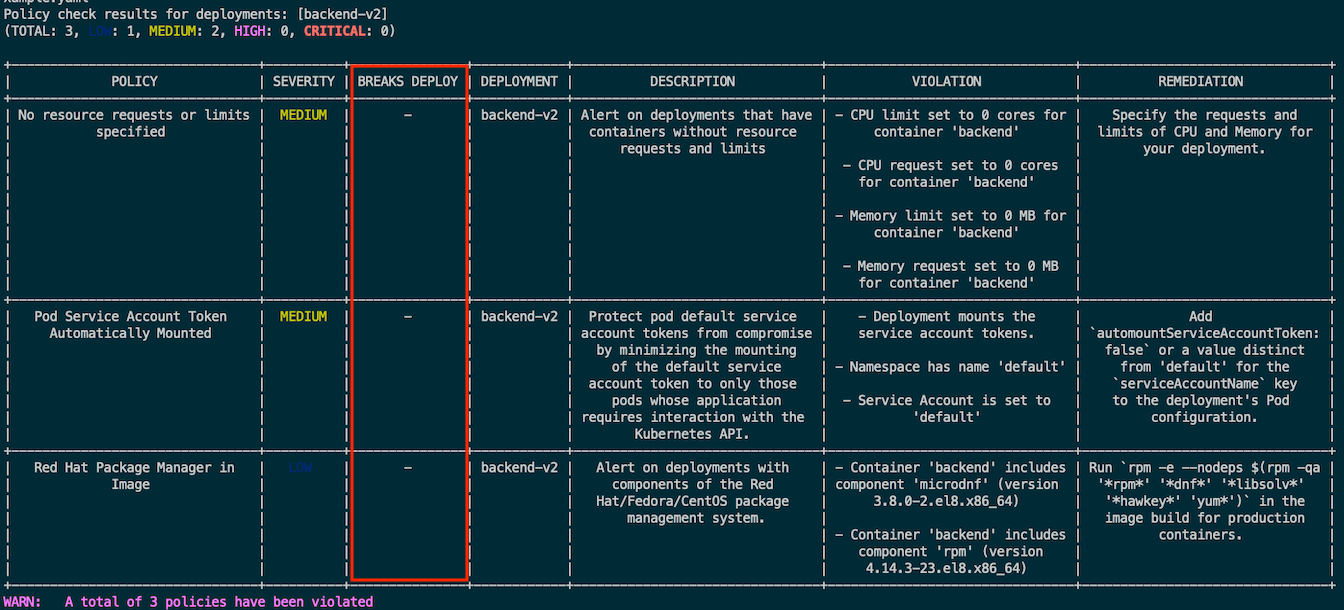 Policy check results for deployments: [backend-v2]
(TOTAL: 3, LOW: 1, MEDIUM: 2, HIGH: 0, CRITICAL: 0)
POLICY | SEVERITY | BREAKS DEPLOY | DEPLOYMENT | DESCRIPTION | VIOLATION | REMEDIATION
No resource requests or limits | MEDIUM | - | backend-v2 | Alert on deployments that have | - CPU limit set to 0 cores for | Specify the requests and
specified | containers without resource | container 'backend' | limits of CPU and Memory for
requests and limits | your deployment.
- CPU request set to 0 cores
for container 'backend'
- Memory limit set to 0 MB for
container 'backend'
- Memory request set to 0 MB
for container 'backend'
Pod Service Account Token | MEDIUM | - | backend-v2 | Protect pod default service | - Deployment mounts the | Add
Automatically Mounted | account tokens from compromise | service account tokens. | `automountServiceAccountToken:
by minimizing the mounting | false` or a value distinct
of the default service | - Namespace has name 'default' | from 'default' for the
account token to only those | `serviceAccountName` key
pods whose application | - Service Account is set to | to the deployment's Pod
requires interaction with the | 'default' | configuration.
Kubernetes API.
Red Hat Package Manager in | LOW | - | backend-v2 | Alert on deployments with | - Container 'backend' includes | Run `rpm -e --nodeps $(rpm -qa
Image | components of the Red | component 'microdnf' (version | '*rpm*' '*dnf*' '*libsolv*'
Hat/Fedora/CentOS package | 3.8.0-2.el8.x86_64) | '*hawkey*' 'yum*')` in the
management system. | image build for production
- Container 'backend' includes | containers.
component 'rpm' (version
4.14.3-23.el8.x86_64)
WARN: A total of 3 policies have been violated